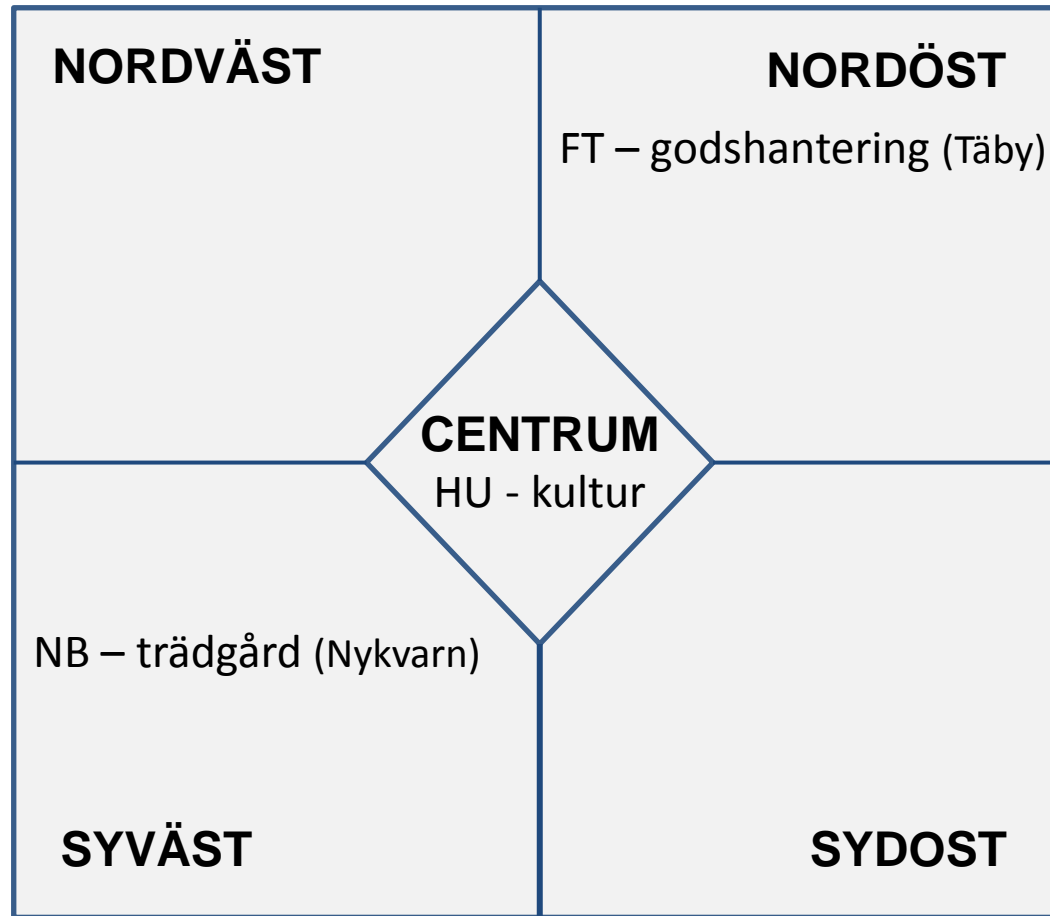 NORDVÄST
NORDÖST
FT – godshantering (Täby)
CENTRUM
HU - kultur
NB – trädgård (Nykvarn)
SYVÄST
SYDOST